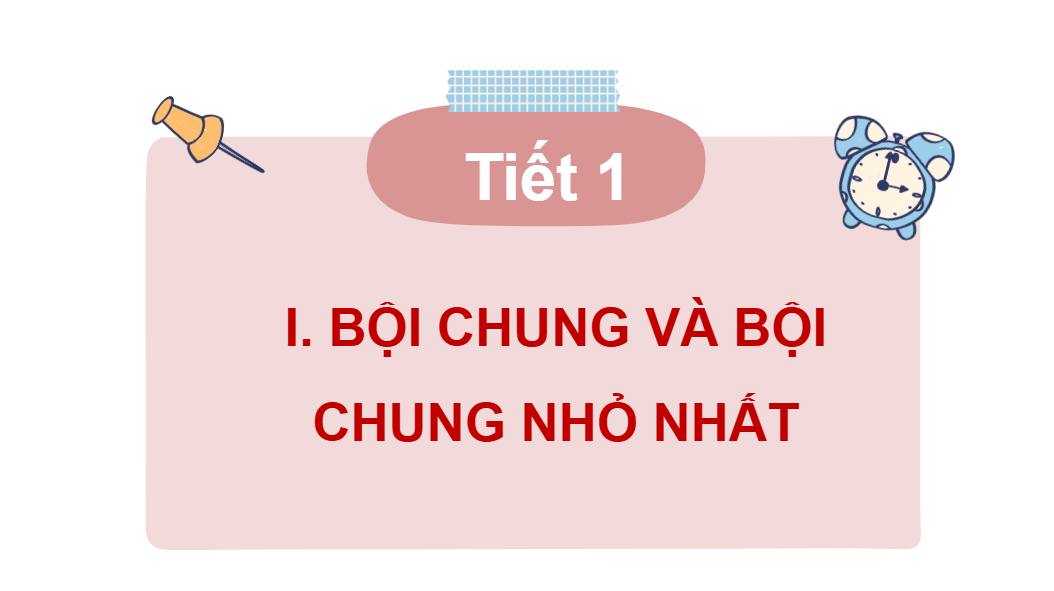 Tiết 1
I. BỘI CHUNG VÀ BỘI
CHUNG NHỎ NHẤT